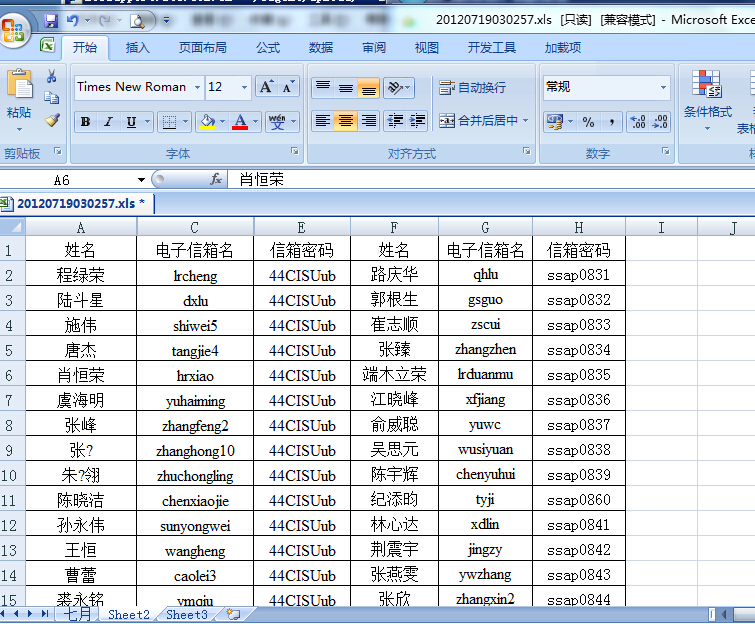 20120719030257.xls [只读] [兼容模式] - Microsoft Exce
开始 插入 页面布局 公式 数据 审阅 视图 开发工具 加载项
粘贴
剪贴板
Times New Roman 12
B I U
字体
自动换行
合并后居中
对齐方式
常规
数字
条件格式
A6 fx 肖恒荣
20120719030257.xls *
A C E F G H I J
1 姓名 电子信箱名 信箱密码 姓名 电子信箱名 信箱密码
2 程绿荣 lrcheng 44CISUub 路庆华 qhlu ssap0831
3 陆斗星 dxlu 44CISUub 郭根生 gsguo ssap0832
4 施伟 shiwei5 44CISUub 崔志顺 zscui ssap0833
5 唐杰 tangjie4 44CISUub 张臻 zhangzhen ssap0834
6 肖恒荣 hrxiao 44CISUub 端木立荣 lrduanmu ssap0835
7 虞海明 yuhaiming 44CISUub 江晓峰 xfjiang ssap0836
8 张峰 zhangfeng2 44CISUub 俞威聪 yuwc ssap0837
9 张? zhanghong10 44CISUub 吴思元 wusiyuan ssap0838
10 朱?翎 zhuchongling 44CISUub 陈宇辉 chenyuhui ssap0839
11 陈晓洁 chenxiaojie 44CISUub 纪添昀 tyji ssap0860
12 孙永伟 sunyongwei 44CISUub 林心达 xdlin ssap0841
13 王恒 wangheng 44CISUub 荆震宇 jingzy ssap0842
14 曹蕾 caolei3 44CISUub 张燕雯 ywzhang ssap0843
15 裘永铭 ymqiu 44CISUub 张欣 zhangxin2 ssap0844
七月 Sheet2 Sheet3